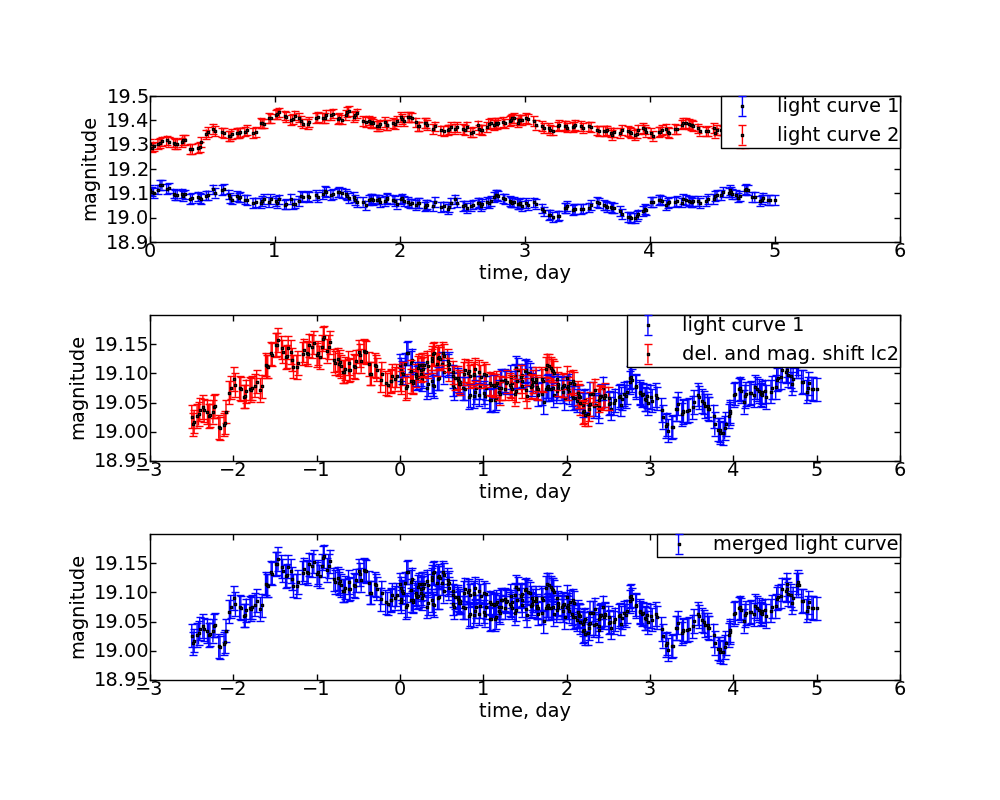 19.5
19.4
19.3
19.2
19.1
19.0
18.9
magnitude
light curve 1
light curve 2
0 1 2 3 4 5 6
time, day
19.15
19.10
19.05
19.00
18.95
magnitude
light curve 1
del. and mag. shift lc2
−3 −2 −1 0 1 2 3 4 5 6
time, day
19.15
19.10
19.05
19.00
18.95
magnitude
merged light curve
−3 −2 −1 0 1 2 3 4 5 6
time, day